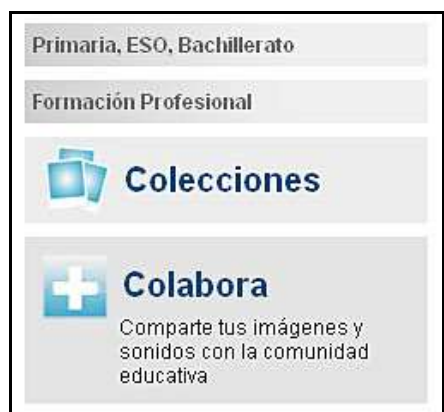 Primaria, ESO, Bachillerato
Formación Profesional
Colecciones
Colabora
Comparte tus imágenes y
sonidos con la comunidad
educativa